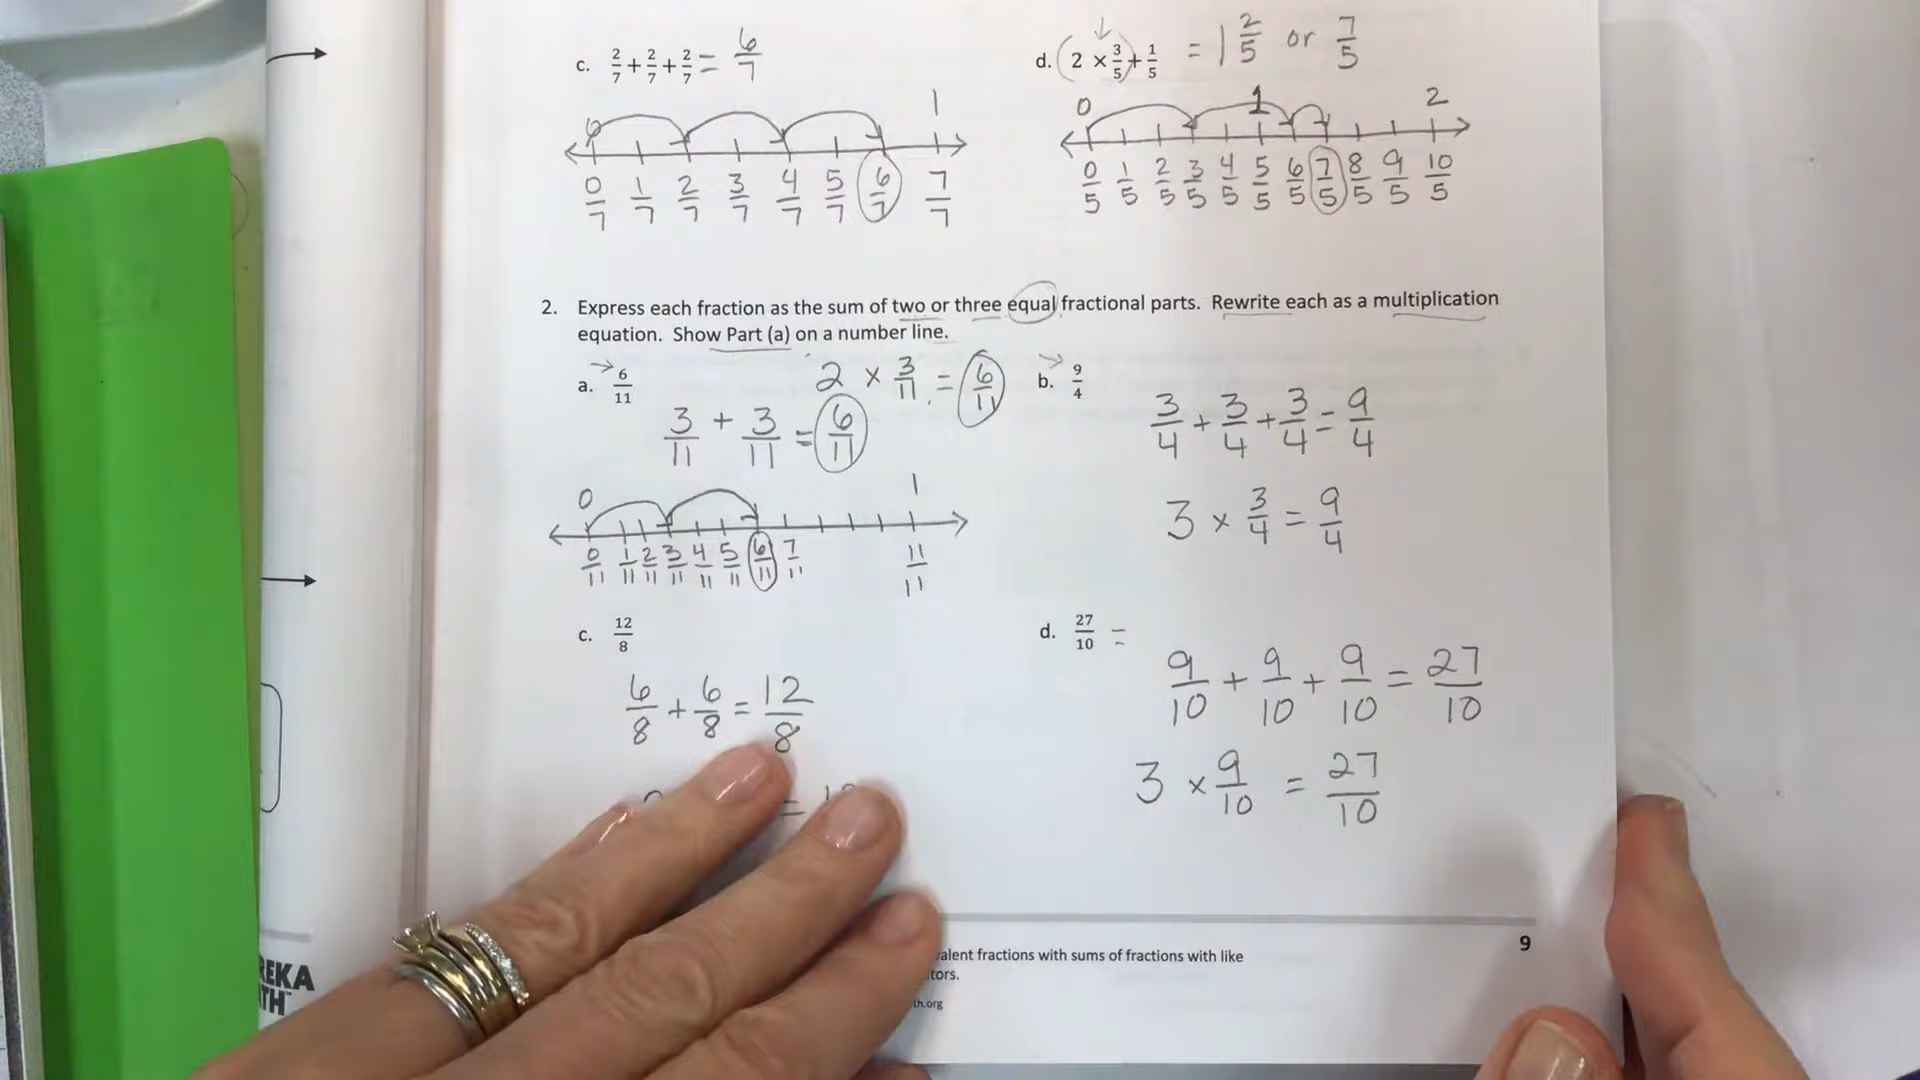 c. 2/7 + 2/7 + 2/7 = 6/7
0 1
0/7 1/7 2/7 3/7 4/7 5/7 6/7 7/7
d. (2 × 3/5) + 1/5 = 1 2/5 or 7/5
0 1 2
0/5 1/5 2/5 3/5 4/5 5/5 6/5 7/5 8/5 9/5 10/5
2. Express each fraction as the sum of two or three equal fractional parts. Rewrite each as a multiplication
equation. Show Part (a) on a number line.
a. 6/11
2 × 3/11 = 6/11
3/11 + 3/11 = 6/11
0 1
0/11 1/11 2/11 3/11 4/11 5/11 6/11 7/11 11/11
b. 9/4
3/4 + 3/4 + 3/4 = 9/4
3 × 3/4 = 9/4
c. 12/8
6/8 + 6/8 = 12/8
=
d. 27/10 =
9/10 + 9/10 + 9/10 = 27/10
3 × 9/10 = 27/10
9
fractions with sums of fractions with like